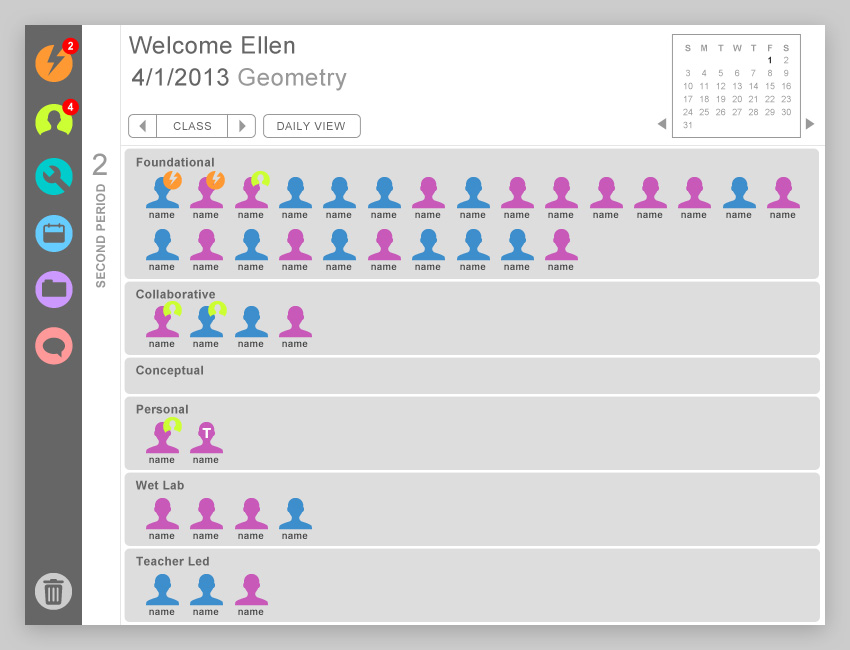 2
4
Welcome Ellen
4/1/2013 Geometry
CLASS
DAILY VIEW
S M T W T F S
1 2
3 4 5 6 7 8 9
10 11 12 13 14 15 16
17 18 19 20 21 22 23
24 25 26 27 28 29 30
31
2
SECOND PERIOD
Foundational
name name name name name name name name name name name name name name name
name name name name name name name name name name
Collaborative
name name name name
Conceptual
Personal
T
name name
Wet Lab
name name name name
Teacher Led
name name name